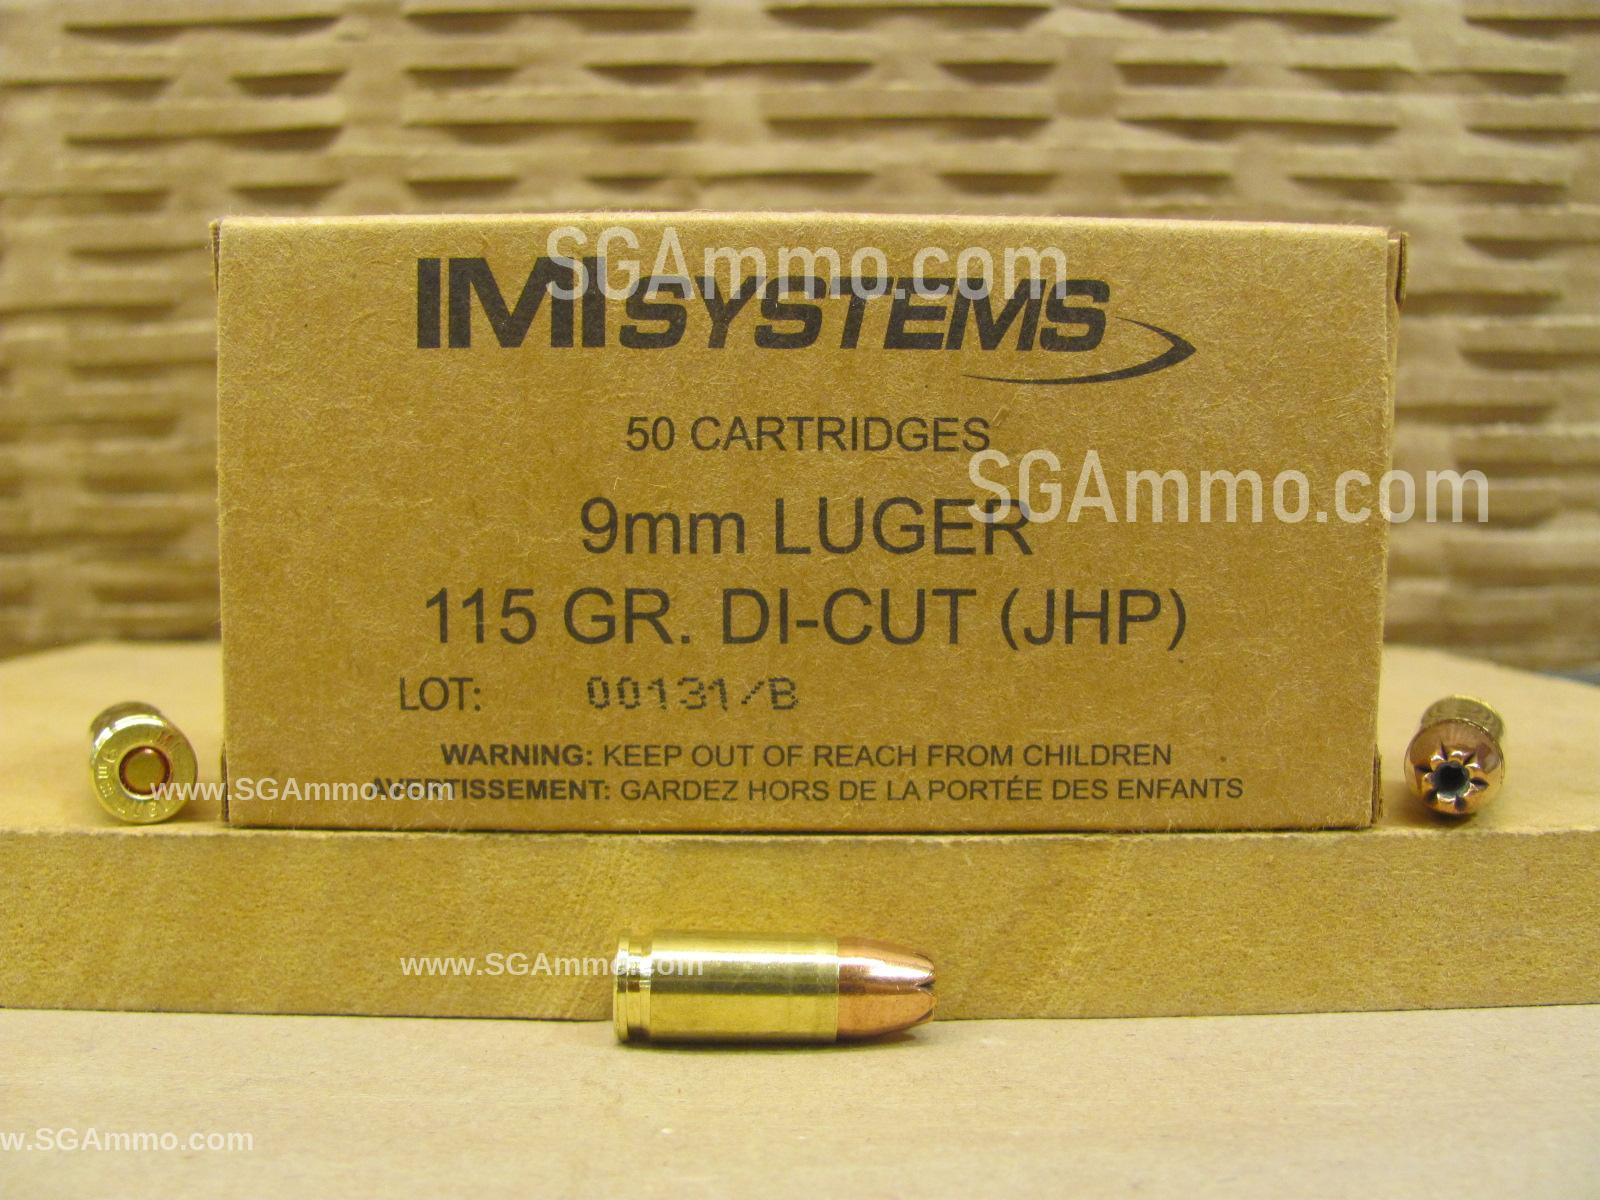 SGAmmo.com
IMI SYSTEMS
50 CARTRIDGES
SGAmmo.com
9mm LUGER
115 GR. DI-CUT (JHP)
LOT: 00131/B
WARNING: KEEP OUT OF REACH FROM CHILDREN
AVERTISSEMENT: GARDEZ HORS DE LA PORTÉE DES ENFANTS
www.SGAmmo.com
www.SGAmmo.com
w.SGAmmo.com